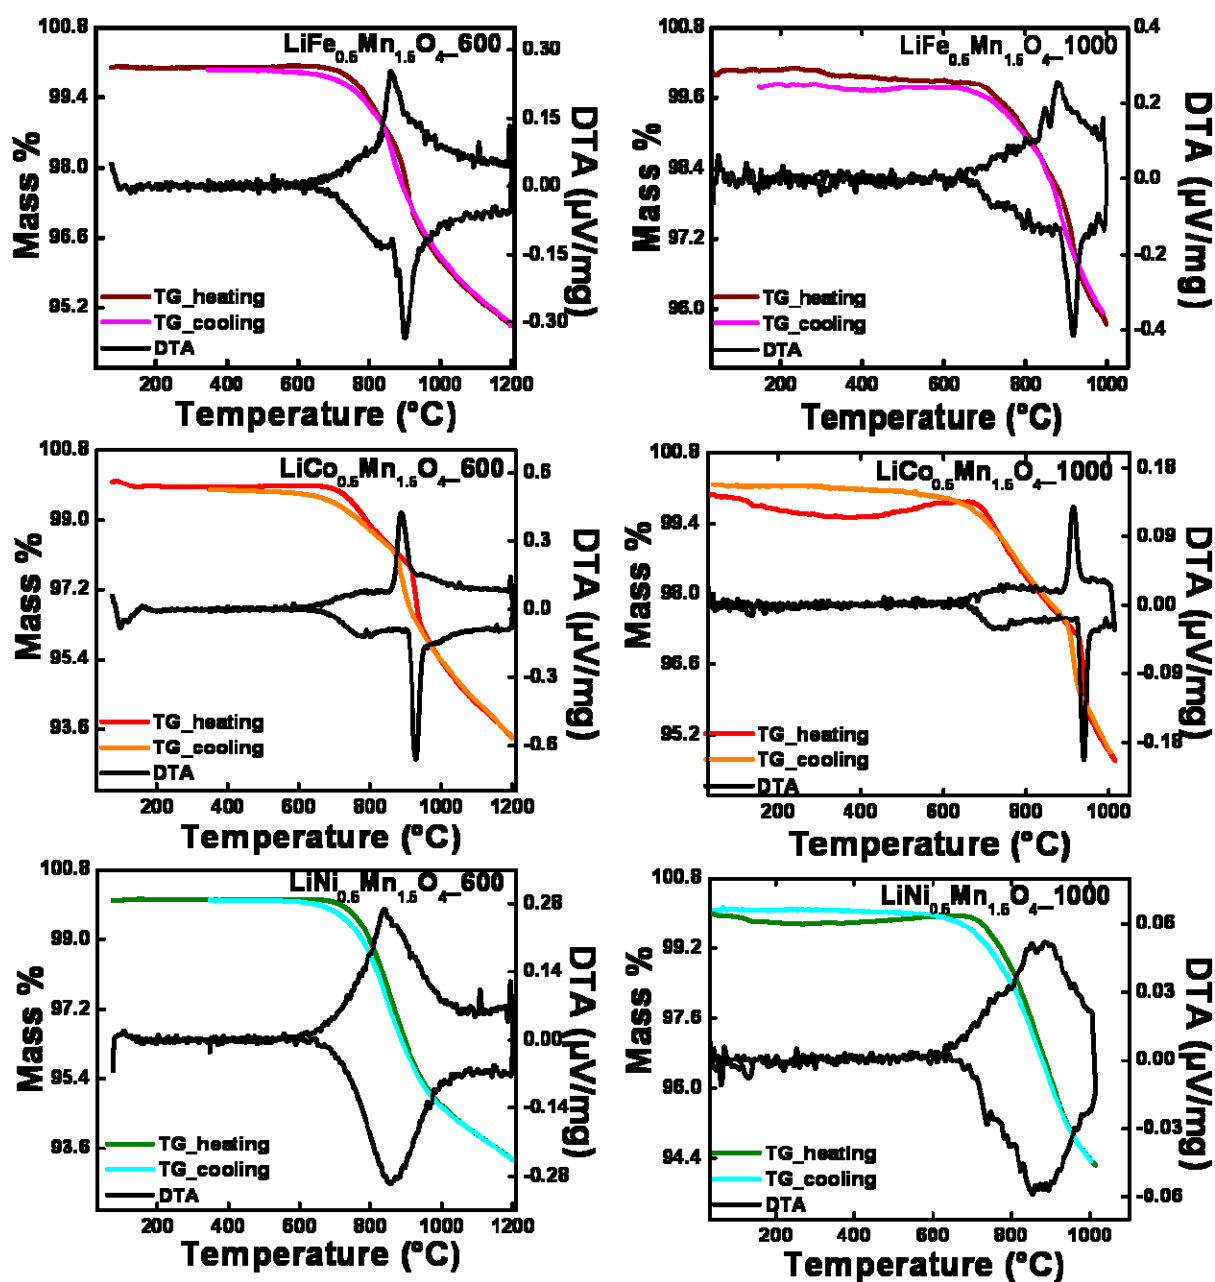 LiFe0.5Mn1.5O4_600
Mass %
100.8
99.4
98.0
96.6
95.2
0.30
0.15
0.00
-0.15
-0.30
DTA (µV/mg)
TG_heating
TG_cooling
DTA
200 400 600 800 1000 1200
Temperature (°C)
LiFe0.5Mn1.5O4_1000
Mass %
100.8
99.6
98.4
97.2
96.0
0.4
0.2
0.0
-0.2
-0.4
DTA (µV/mg)
TG_heating
TG_cooling
DTA
200 400 600 800 1000
Temperature (°C)
LiCo0.5Mn1.5O4_600
Mass %
100.8
99.0
97.2
95.4
93.6
0.6
0.3
0.0
-0.3
-0.6
DTA (µV/mg)
TG_heating
TG_cooling
DTA
200 400 600 800 1000 1200
Temperature (°C)
LiCo0.5Mn1.5O4_1000
Mass %
100.8
99.4
98.0
96.6
95.2
0.18
0.09
0.00
-0.09
-0.18
DTA (µV/mg)
TG_heating
TG_cooling
DTA
200 400 600 800 1000
Temperature (°C)
LiNi0.5Mn1.5O4_600
Mass %
100.8
99.0
97.2
95.4
93.6
0.28
0.14
0.00
-0.14
-0.28
DTA (µV/mg)
TG_heating
TG_cooling
DTA
200 400 600 800 1000 1200
Temperature (°C)
LiNi0.5Mn1.5O4_1000
Mass %
100.8
99.2
97.6
96.0
94.4
0.06
0.03
0.00
-0.03
-0.06
DTA (µV/mg)
TG_heating
TG_cooling
DTA
200 400 600 800 1000
Temperature (°C)